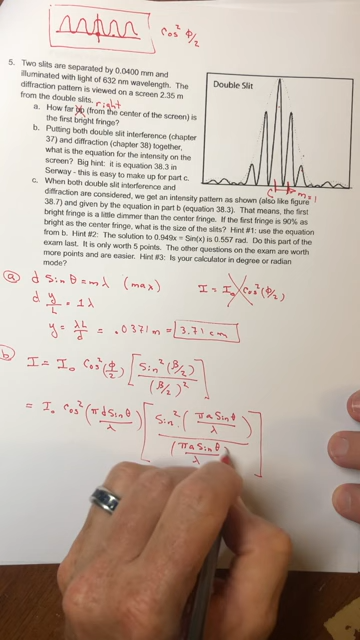 cos² φ/2
5. Two slits are separated by 0.0400 mm and
illuminated with light of 632 nm wavelength. The
diffraction pattern is viewed on a screen 2.35 m
from the double slits.
right
a. How far up (from the center of the screen) is
the first bright fringe?
b. Putting both double slit interference (chapter
37) and diffraction (chapter 38) together,
what is the equation for the intensity on the
screen? Big hint: it is equation 38.3 in
Serway - this is easy to make up for part c.
Double Slit
m=1
c. When both double slit interference and
diffraction are considered, we get an intensity pattern as shown (also like figure
38.7) and given by the equation in part b (equation 38.3). That means, the first
bright fringe is a little dimmer than the center fringe. If the first fringe is 90% as
bright as the center fringe, what is the size of the slits? Hint #1: use the equation
from b. Hint #2: The solution to 0.949x = Sin(x) is 0.557 rad. Do this part of the
exam last. It is only worth 5 points. The other questions on the exam are worth
more points and are easier. Hint #3: Is your calculator in degree or radian
mode?
(a) d Sin θ = mλ (max)
I = I₀ Cos²(φ/2)
d y/L = 1λ
y = λL/d = .0371m = 3.71 cm
(b) I = I₀ Cos²(φ/2) [Sin²(β/2) / (β/2)²]
= I₀ Cos²(πdSinθ/λ) [Sin²(πaSinθ/λ) / (πaSinθ/λ